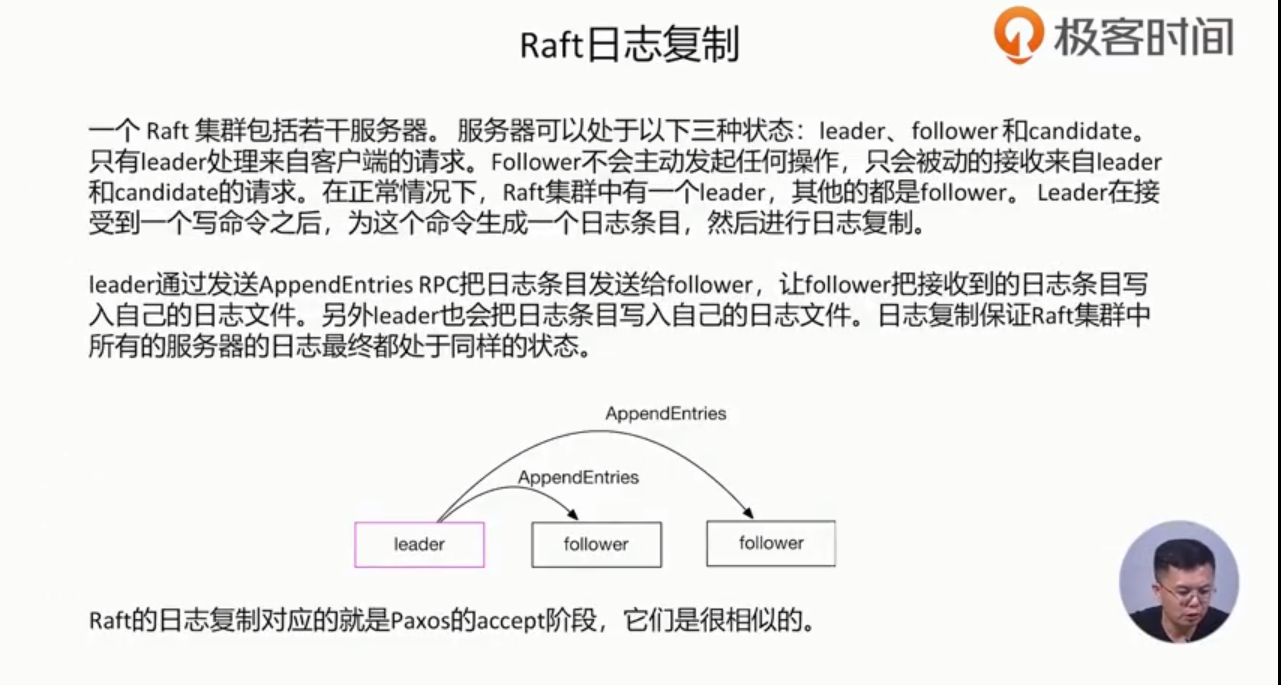 Raft日志复制
极客时间
一个 Raft 集群包括若干服务器。 服务器可以处于以下三种状态：leader、follower 和candidate。
只有leader处理来自客户端的请求。Follower不会主动发起任何操作，只会被动的接收来自leader
和candidate的请求。在正常情况下，Raft集群中有一个leader，其他的都是follower。 Leader在接
受到一个写命令之后，为这个命令生成一个日志条目，然后进行日志复制。
leader通过发送AppendEntries RPC把日志条目发送给follower，让follower把接收到的日志条目写
入自己的日志文件。另外leader也会把日志条目写入自己的日志文件。日志复制保证Raft集群中
所有的服务器的日志最终都处于同样的状态。
AppendEntries
AppendEntries
leader
follower
follower
Raft的日志复制对应的就是Paxos的accept阶段，它们是很相似的。